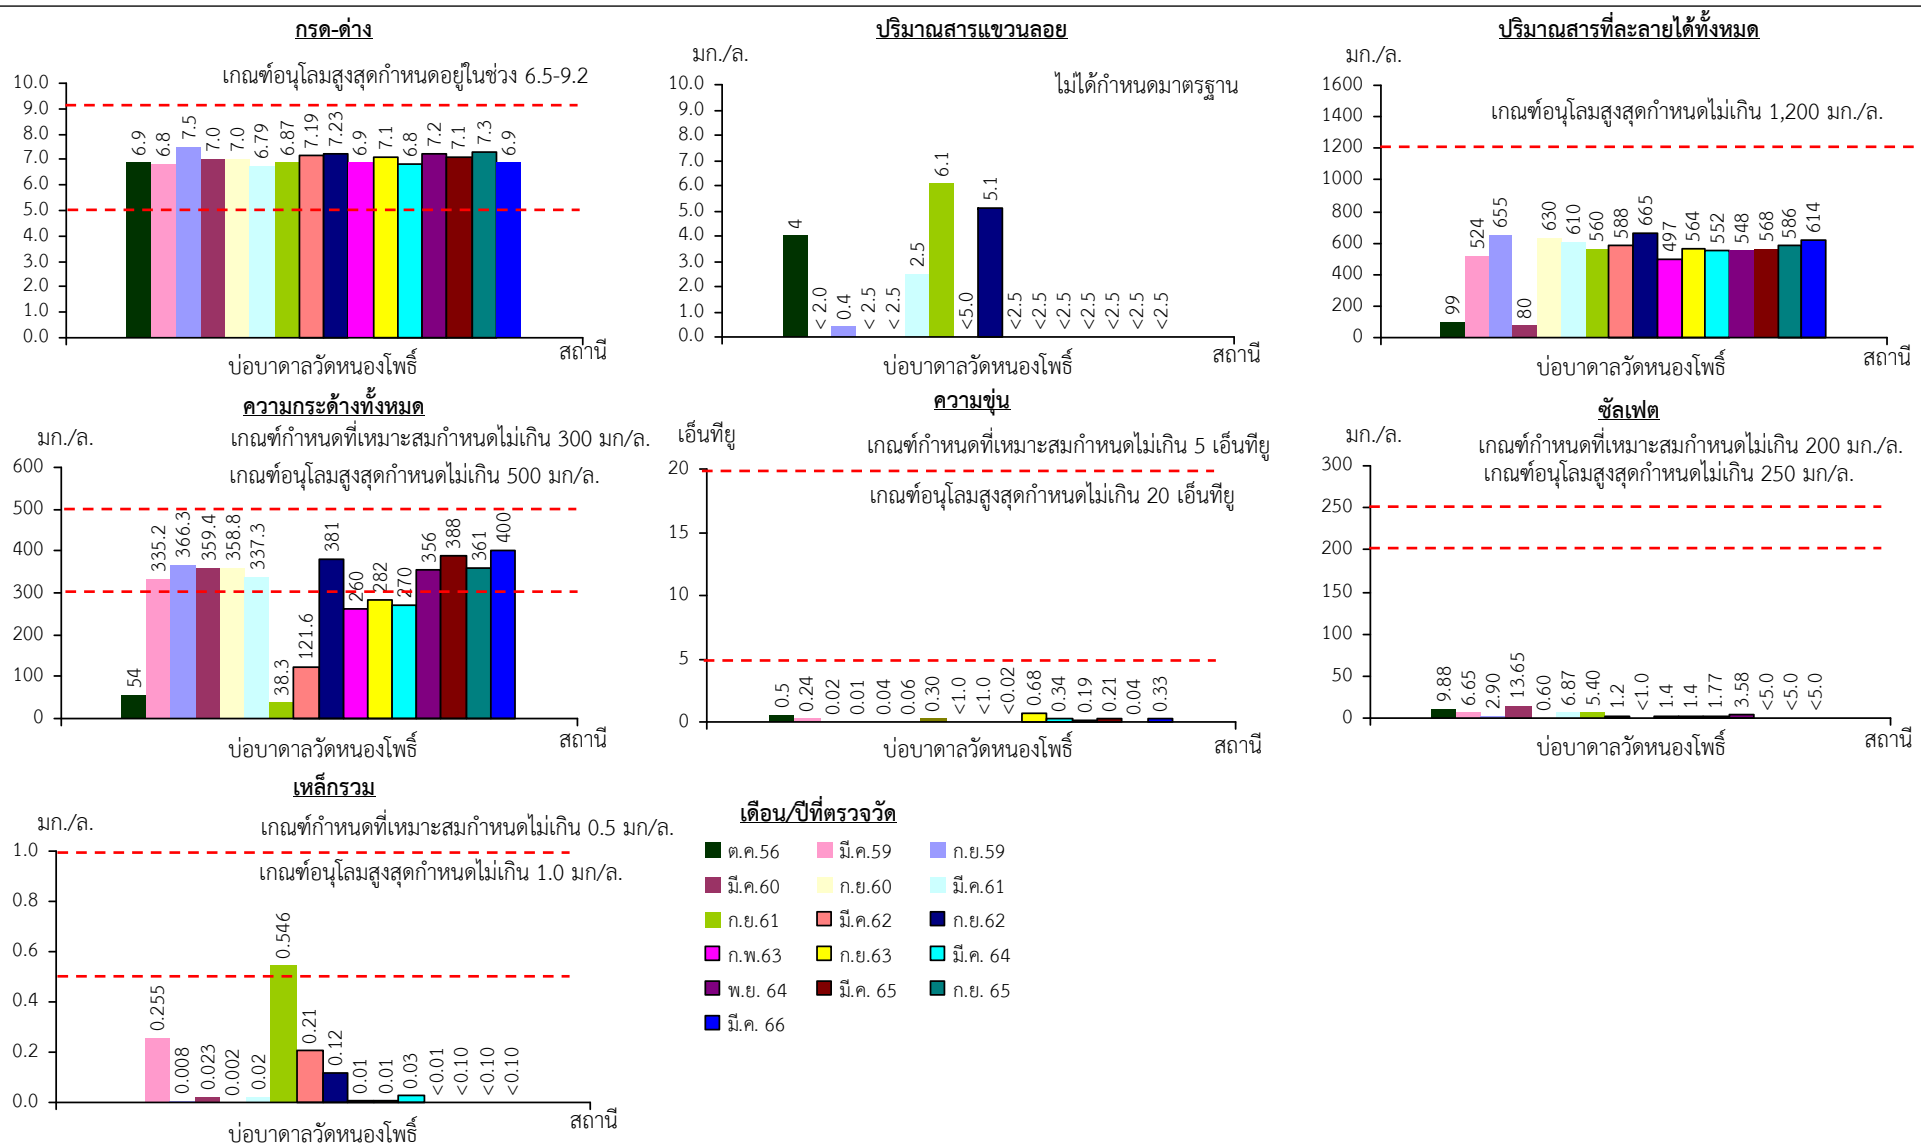 กรด-ด่าง
เกณฑ์อนุโลมสูงสุดกำหนดอยู่ในช่วง 6.5-9.2
10.0
9.0
8.0
7.0
6.0
5.0
4.0
3.0
2.0
1.0
0.0
6.9 6.8 7.5 7.0 7.0 6.79 6.87 7.19 7.23 6.9 7.1 6.8 7.2 7.1 7.3 6.9
บ่อบาดาลวัดหนองโพธิ์
สถานี
ปริมาณสารแขวนลอย
มก./ล.
ไม่ได้กำหนดมาตรฐาน
10.0
9.0
8.0
7.0
6.0
5.0
4.0
3.0
2.0
1.0
0.0
4 < 2.0 0.4 < 2.5 < 2.5 2.5 6.1 <5.0 5.1 <2.5 <2.5 <2.5 <2.5 <2.5 <2.5 <2.5
บ่อบาดาลวัดหนองโพธิ์
สถานี
ปริมาณสารที่ละลายได้ทั้งหมด
มก./ล.
เกณฑ์อนุโลมสูงสุดกำหนดไม่เกิน 1,200 มก./ล.
1600
1400
1200
1000
800
600
400
200
0
99 524 655 80 630 610 560 588 665 497 564 552 548 568 586 614
บ่อบาดาลวัดหนองโพธิ์
สถานี
ความกระด้างทั้งหมด
มก./ล.
เกณฑ์กำหนดที่เหมาะสมกำหนดไม่เกิน 300 มก/ล.
เกณฑ์อนุโลมสูงสุดกำหนดไม่เกิน 500 มก/ล.
600
500
400
300
200
100
0
54 335.2 366.3 359.4 358.8 337.3 38.3 121.6 381 260 282 270 356 388 361 400
บ่อบาดาลวัดหนองโพธิ์
สถานี
ความขุ่น
เอ็นทียู
เกณฑ์กำหนดที่เหมาะสมกำหนดไม่เกิน 5 เอ็นทียู
เกณฑ์อนุโลมสูงสุดกำหนดไม่เกิน 20 เอ็นทียู
20
15
10
5
0
0.5 0.24 0.02 0.01 0.04 0.06 0.30 <1.0 <1.0 <0.02 0.68 0.34 0.19 0.21 0.04 0.33
บ่อบาดาลวัดหนองโพธิ์
สถานี
ซัลเฟต
มก./ล.
เกณฑ์กำหนดที่เหมาะสมกำหนดไม่เกิน 200 มก./ล.
เกณฑ์อนุโลมสูงสุดกำหนดไม่เกิน 250 มก/ล.
300
250
200
150
100
50
0
9.88 6.65 2.90 13.65 0.60 6.87 5.40 1.2 <1.0 1.4 1.4 1.77 3.58 <5.0 <5.0 <5.0
บ่อบาดาลวัดหนองโพธิ์
สถานี
เหล็กรวม
มก./ล.
เกณฑ์กำหนดที่เหมาะสมกำหนดไม่เกิน 0.5 มก/ล.
เกณฑ์อนุโลมสูงสุดกำหนดไม่เกิน 1.0 มก/ล.
1.0
0.8
0.6
0.4
0.2
0.0
0.255 0.008 0.023 0.002 0.02 0.546 0.21 0.12 0.01 0.01 0.03 <0.01 <0.10 <0.10 <0.10
บ่อบาดาลวัดหนองโพธิ์
สถานี
เดือน/ปีที่ตรวจวัด
ต.ค.56 มี.ค.59 ก.ย.59
มี.ค.60 ก.ย.60 มี.ค.61
ก.ย.61 มี.ค.62 ก.ย.62
ก.พ.63 ก.ย.63 มี.ค. 64
พ.ย. 64 มี.ค. 65 ก.ย. 65
มี.ค. 66